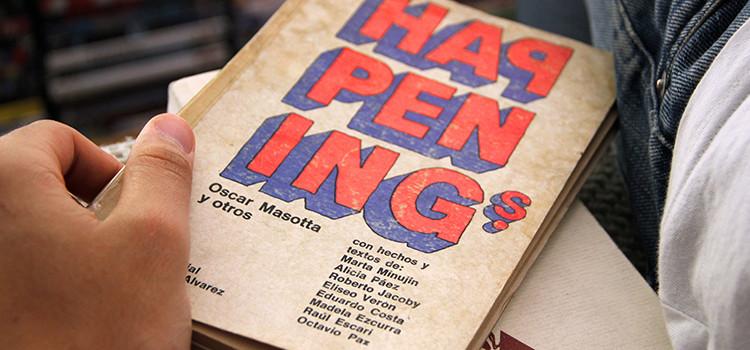 HAP
PEN
INGs
Oscar Masotta
y otros
con hechos y
textos de:
Marta Minujín
Alicia Páez
Roberto Jacoby
Eliseo Verón
Eduardo Costa
Madela Ezcurra
Raúl Escari
Octavio Paz
Alvarez